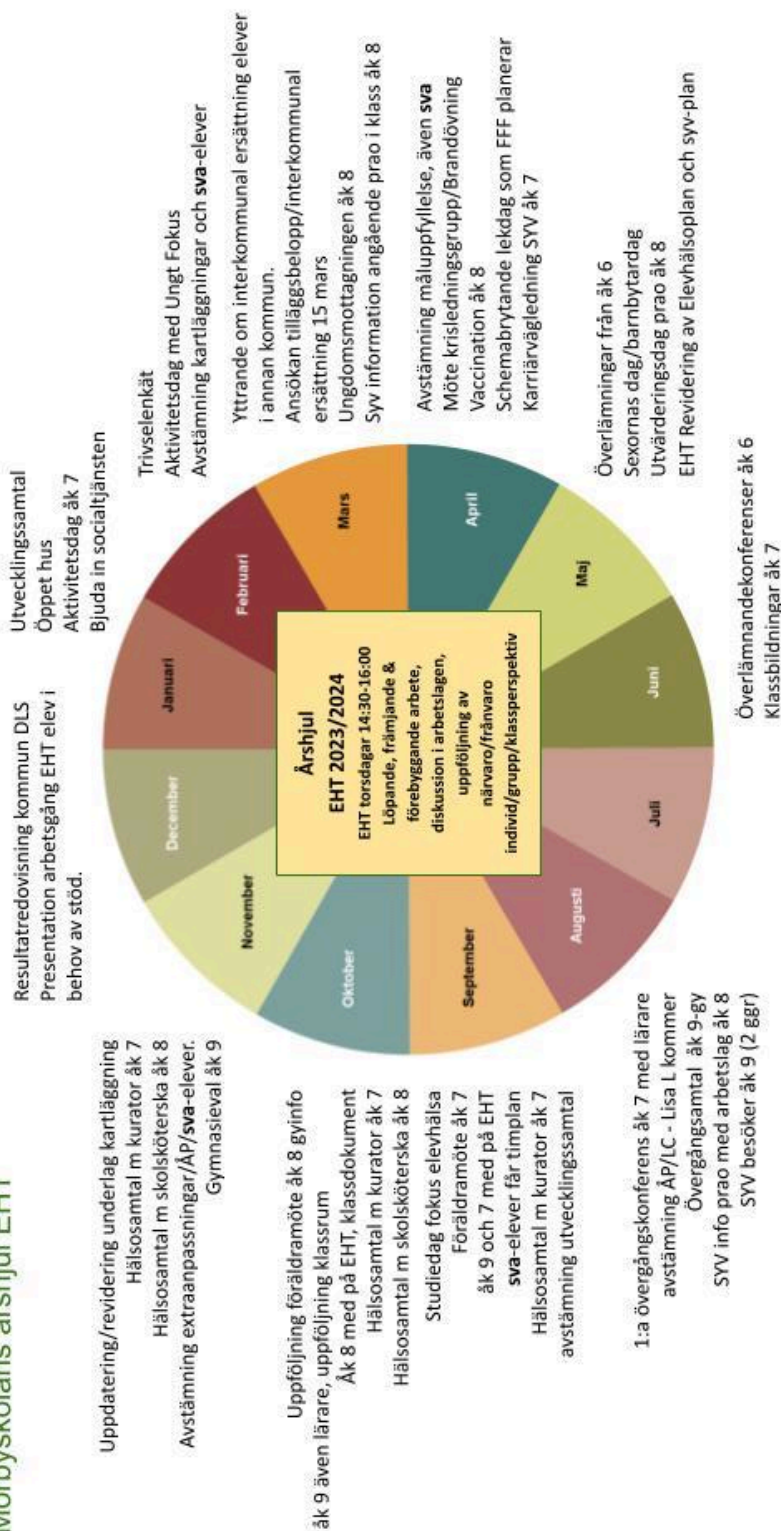 Mörbyskolans årshjul EHT
Resultatredovisning kommun DLS
Presentation arbetsgång EHT elev i
behov av stöd.
Utvecklingssamtal
Öppet hus
Aktivitetsdag åk 7
Bjuda in socialtjänsten
Trivselenkät
Aktivitetsdag med Ungt Fokus
Avstämning kartläggningar och sva-elever
Yttrande om interkommunal ersättning elever
i annan kommun.
Ansökan tilläggsbelopp/interkommunal
ersättning 15 mars
Ungdomsmottagningen åk 8
Syv information angående prao i klass åk 8
Avstämning måluppfyllelse, även sva
Möte krisledningsgrupp/Brandövning
Vaccination åk 8
Schemabrytande lekdag som FFF planerar
Karriärvägledning SYV åk 7
Överlämningar från åk 6
Sexornas dag/barnbytardag
Utvärderingsdag prao åk 8
EHT Revidering av Elevhälsoplan och syv-plan
Överlämnandekonferenser åk 6
Klassbildningar åk 7
1:a övergångskonferens åk 7 med lärare
avstämning ÅP/LC - Lisa L kommer
Övergångsamtal åk 9-gy
SYV info prao med arbetslag åk 8
SYV besöker åk 9 (2 ggr)
Studiedag fokus elevhälsa
Föräldramöte åk 7
åk 9 och 7 med på EHT
sva-elever får timplan
Hälsosamtal m kurator åk 7
avstämning utvecklingssamtal
Uppföljning föräldramöte åk 8 gyinfo
åk 9 även lärare, uppföljning klassrum
Åk 8 med på EHT, klassdokument
Hälsosamtal m kurator åk 7
Hälsosamtal m skolsköterska åk 8
Uppdatering/revidering underlag kartläggning
Hälsosamtal m kurator åk 7
Hälsosamtal m skolsköterska åk 8
Avstämning extraanpassningar/ÅP/sva-elever.
Gymnasieval åk 9
Januari
Februari
Mars
April
Maj
Juni
Juli
Augusti
September
Oktober
November
December
Årshjul
EHT 2023/2024
EHT torsdagar 14:30-16:00
Löpande, främjande &
förebyggande arbete,
diskussion i arbetslagen,
uppföljning av
närvaro/frånvaro
individ/grupp/klassperspektiv